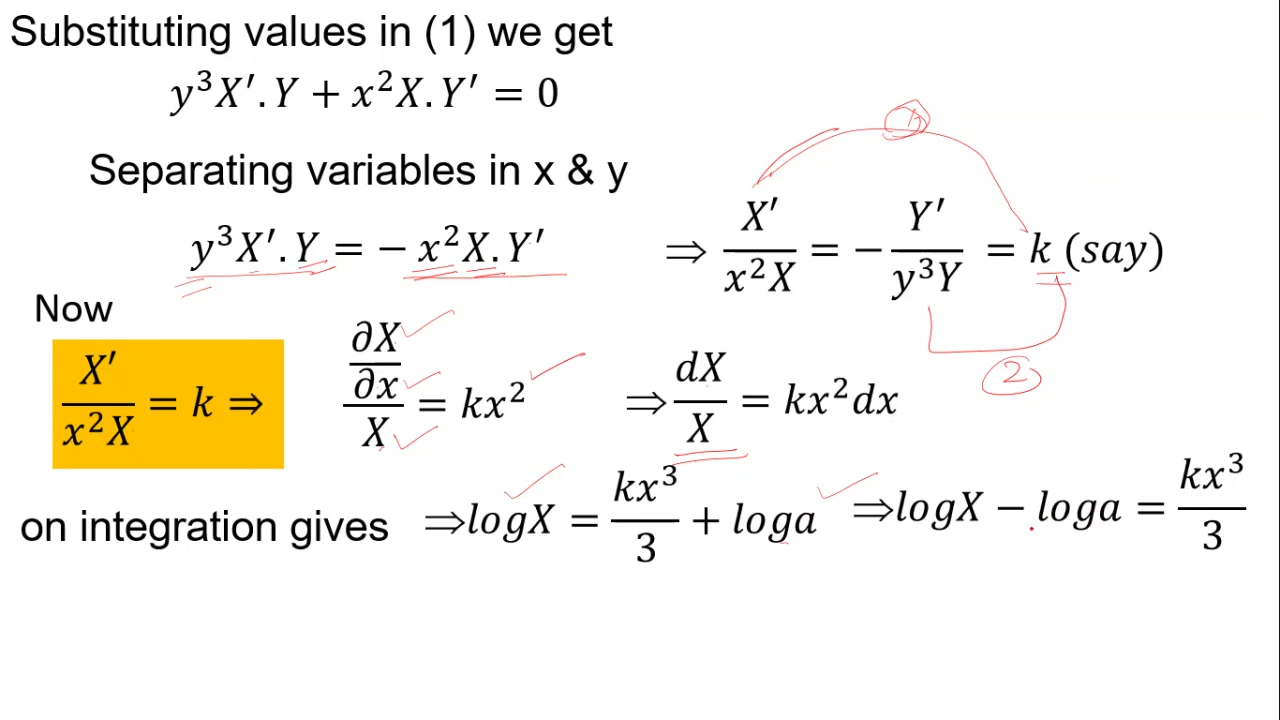 Substituting values in (1) we get
y³X′.Y + x²X.Y′ = 0
Separating variables in x & y
y³X′.Y = − x²X.Y′ ⇒ X′/x²X = − Y′/y³Y = k (say)
1
2
Now
X′/x²X = k ⇒ ∂X/∂x/X = kx² ⇒ dX/X = kx²dx
on integration gives ⇒logX = kx³/3 + loga ⇒logX − loga = kx³/3